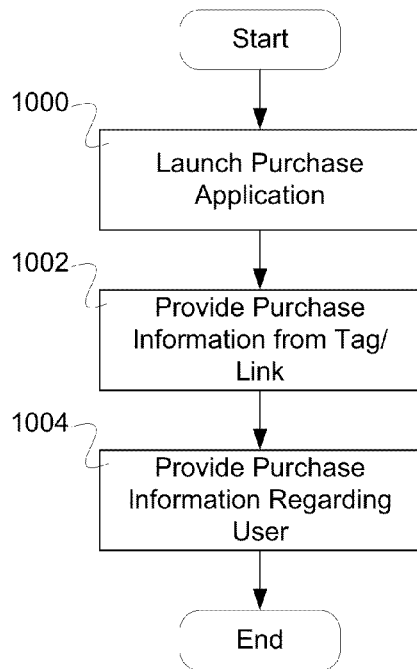 Start
1000
Launch Purchase
Application
1002
Provide Purchase
Information from Tag/
Link
1004
Provide Purchase
Information Regarding
User
End